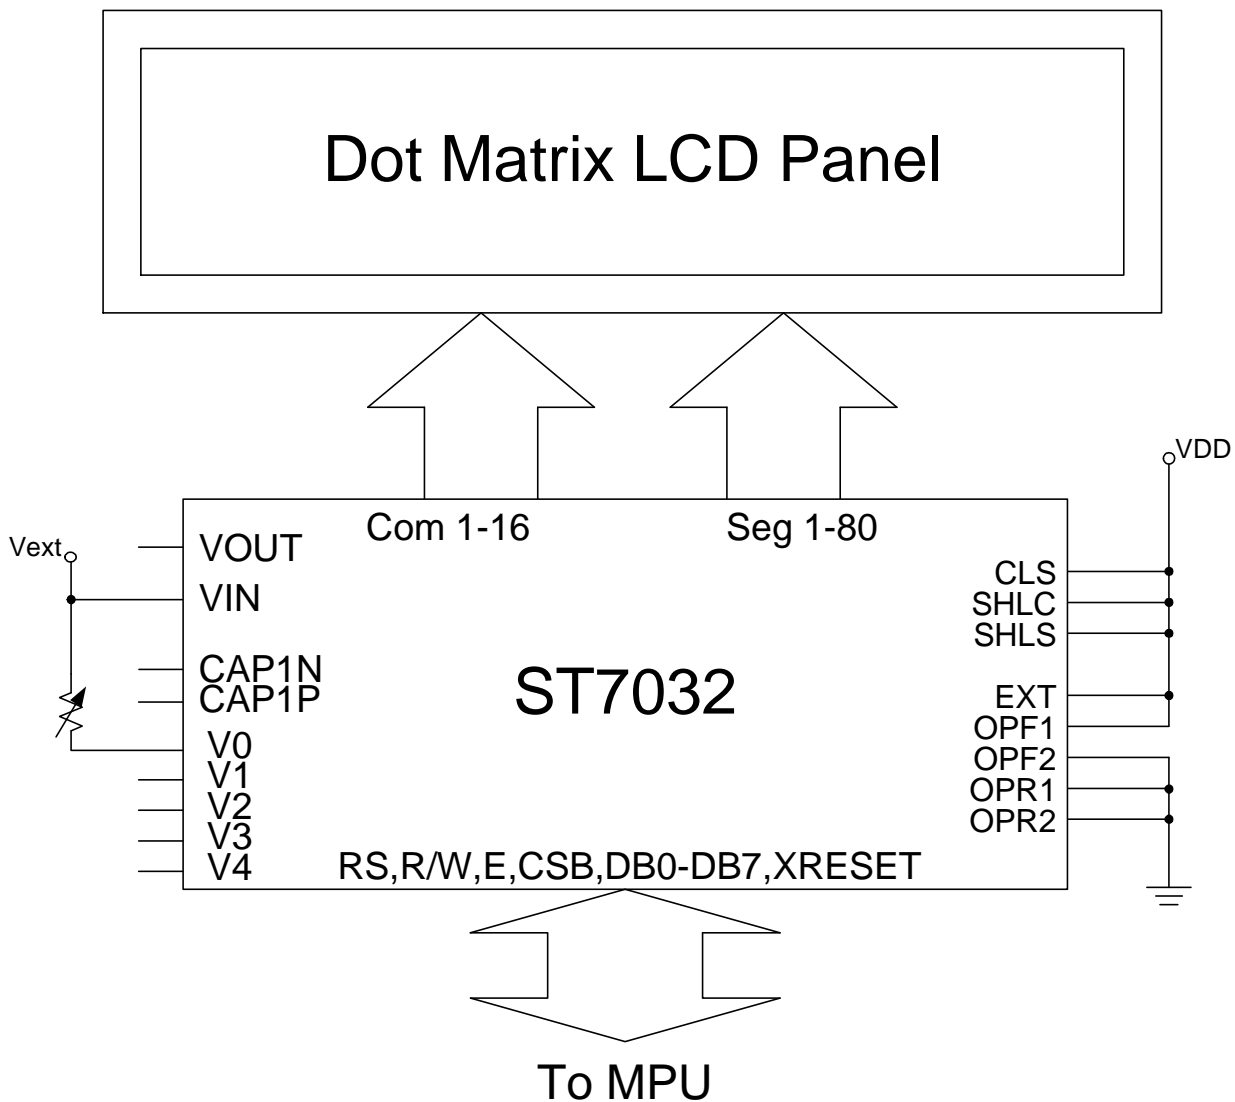 Dot Matrix LCD Panel
VDD
Com 1-16
Seg 1-80
Vext
VOUT
VIN
CAP1N
CAP1P
V0
V1
V2
V3
V4
ST7032
CLS
SHLC
SHLS
EXT
OPF1
OPF2
OPR1
OPR2
RS,R/W,E,CSB,DB0-DB7,XRESET
To MPU